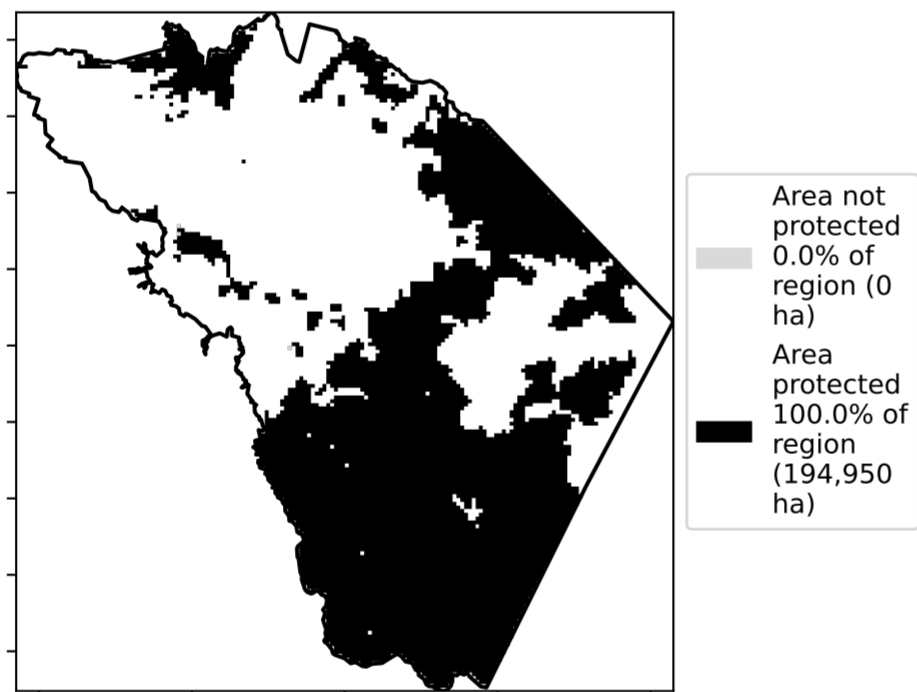 Area not
protected
0.0% of
region (0
ha)
Area
protected
100.0% of
region
(194,950
ha)